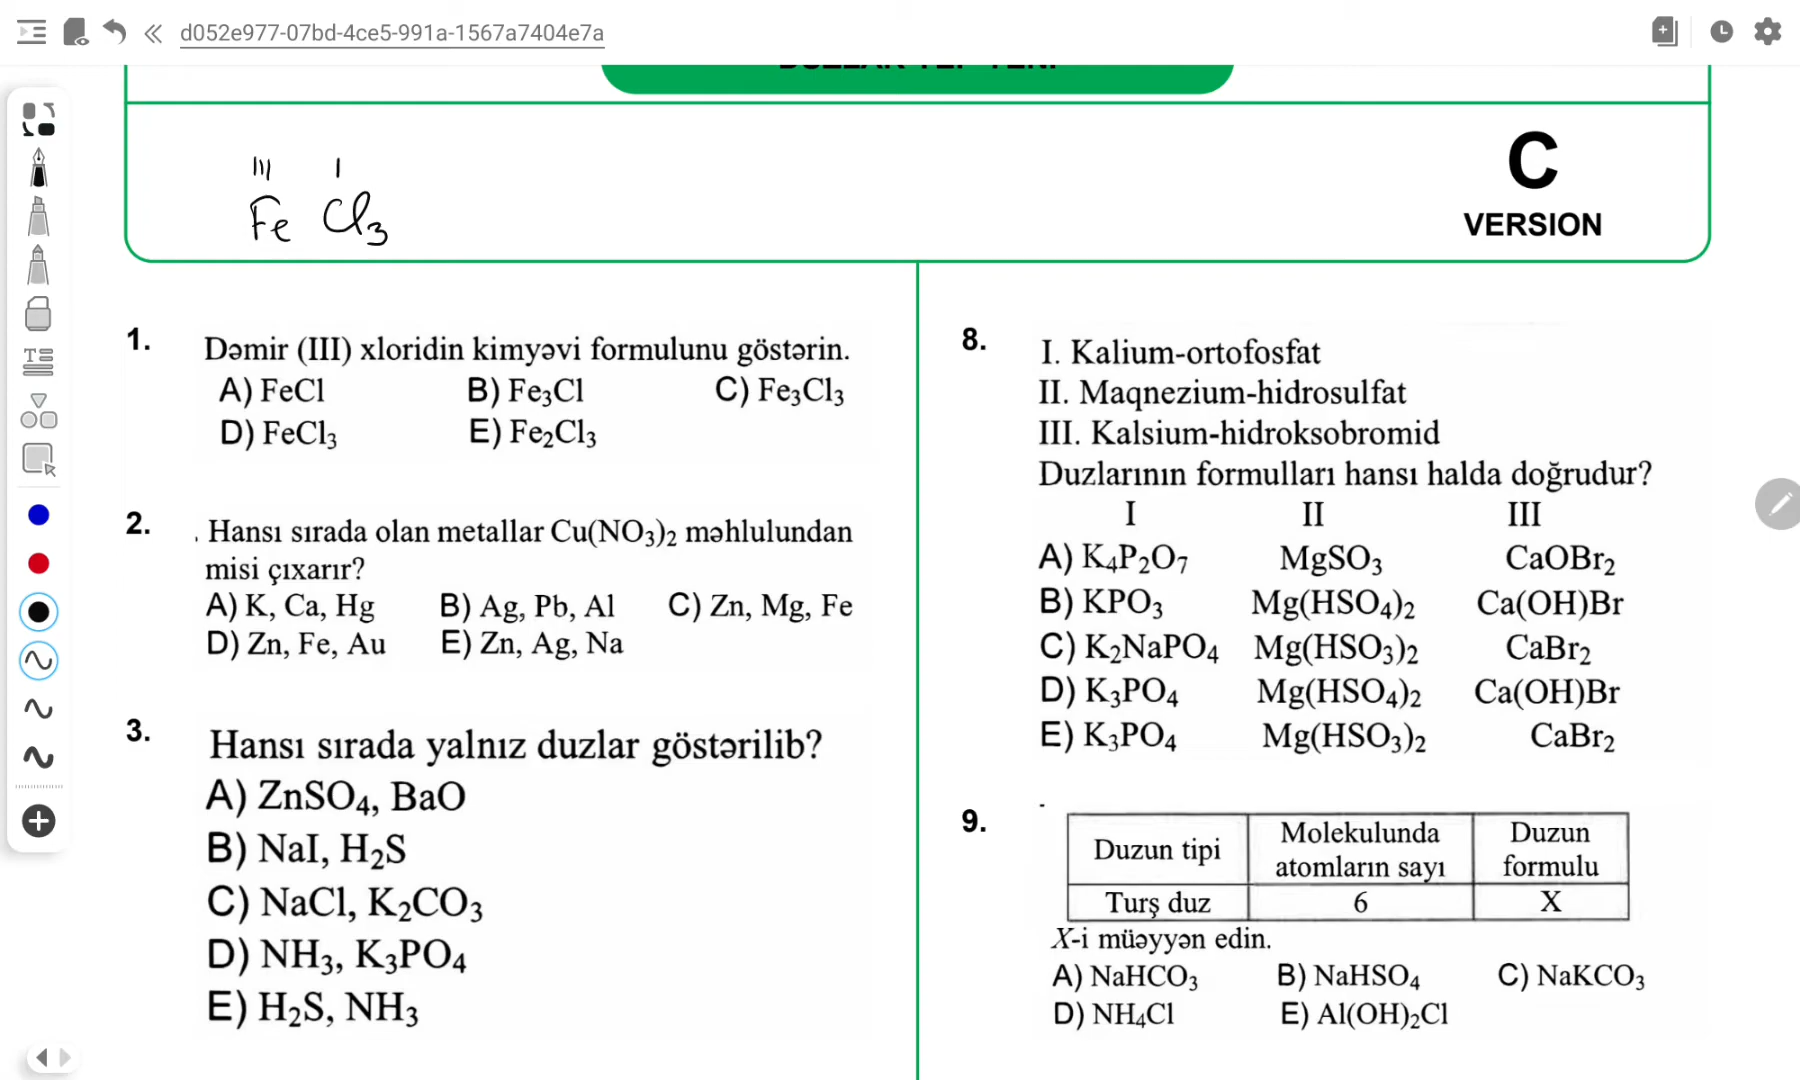 d052e977-07bd-4ce5-991a-1567a7404e7a
C
VERSION
III I
Fe Cl₃
1. Dəmir (III) xloridin kimyəvi formulunu göstərin.
A) FeCl B) Fe₃Cl C) Fe₃Cl₃
D) FeCl₃ E) Fe₂Cl₃
2. Hansı sırada olan metallar Cu(NO₃)₂ məhlulundan
misi çıxarır?
A) K, Ca, Hg B) Ag, Pb, Al C) Zn, Mg, Fe
D) Zn, Fe, Au E) Zn, Ag, Na
3. Hansı sırada yalnız duzlar göstərilib?
A) ZnSO₄, BaO
B) NaI, H₂S
C) NaCl, K₂CO₃
D) NH₃, K₃PO₄
E) H₂S, NH₃
8. I. Kalium-ortofosfat
II. Maqnezium-hidrosulfat
III. Kalsium-hidroksobromid
Duzlarının formulları hansı halda doğrudur?
I II III
A) K₄P₂O₇ MgSO₃ CaOBr₂
B) KPO₃ Mg(HSO₄)₂ Ca(OH)Br
C) K₂NaPO₄ Mg(HSO₃)₂ CaBr₂
D) K₃PO₄ Mg(HSO₄)₂ Ca(OH)Br
E) K₃PO₄ Mg(HSO₃)₂ CaBr₂
9. Duzun tipi Molekulunda atomların sayı Duzun formulu
Turş duz 6 X
X-i müəyyən edin.
A) NaHCO₃ B) NaHSO₄ C) NaKCO₃
D) NH₄Cl E) Al(OH)₂Cl